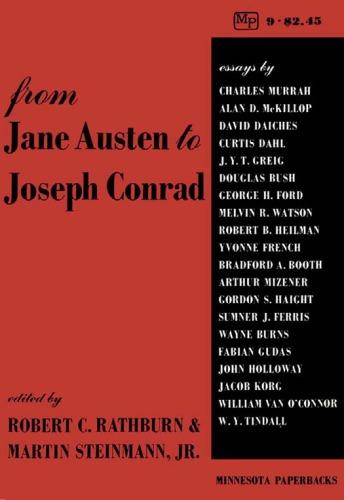 Mp 9 - $2.45
from
Jane Austen to
Joseph Conrad
essays by
CHARLES MURRAH
ALAN D. McKILLOP
DAVID DAICHES
CURTIS DAHL
J. Y. T. GREIG
DOUGLAS BUSH
GEORGE H. FORD
MELVIN R. WATSON
ROBERT B. HEILMAN
YVONNE FRENCH
BRADFORD A. BOOTH
ARTHUR MIZENER
GORDON S. HAIGHT
SUMNER J. FERRIS
WAYNE BURNS
FABIAN GUDAS
JOHN HOLLOWAY
JACOB KORG
WILLIAM VAN O'CONNOR
W. Y. TINDALL
edited by
ROBERT C. RATHBURN &
MARTIN STEINMANN, JR.
MINNESOTA PAPERBACKS